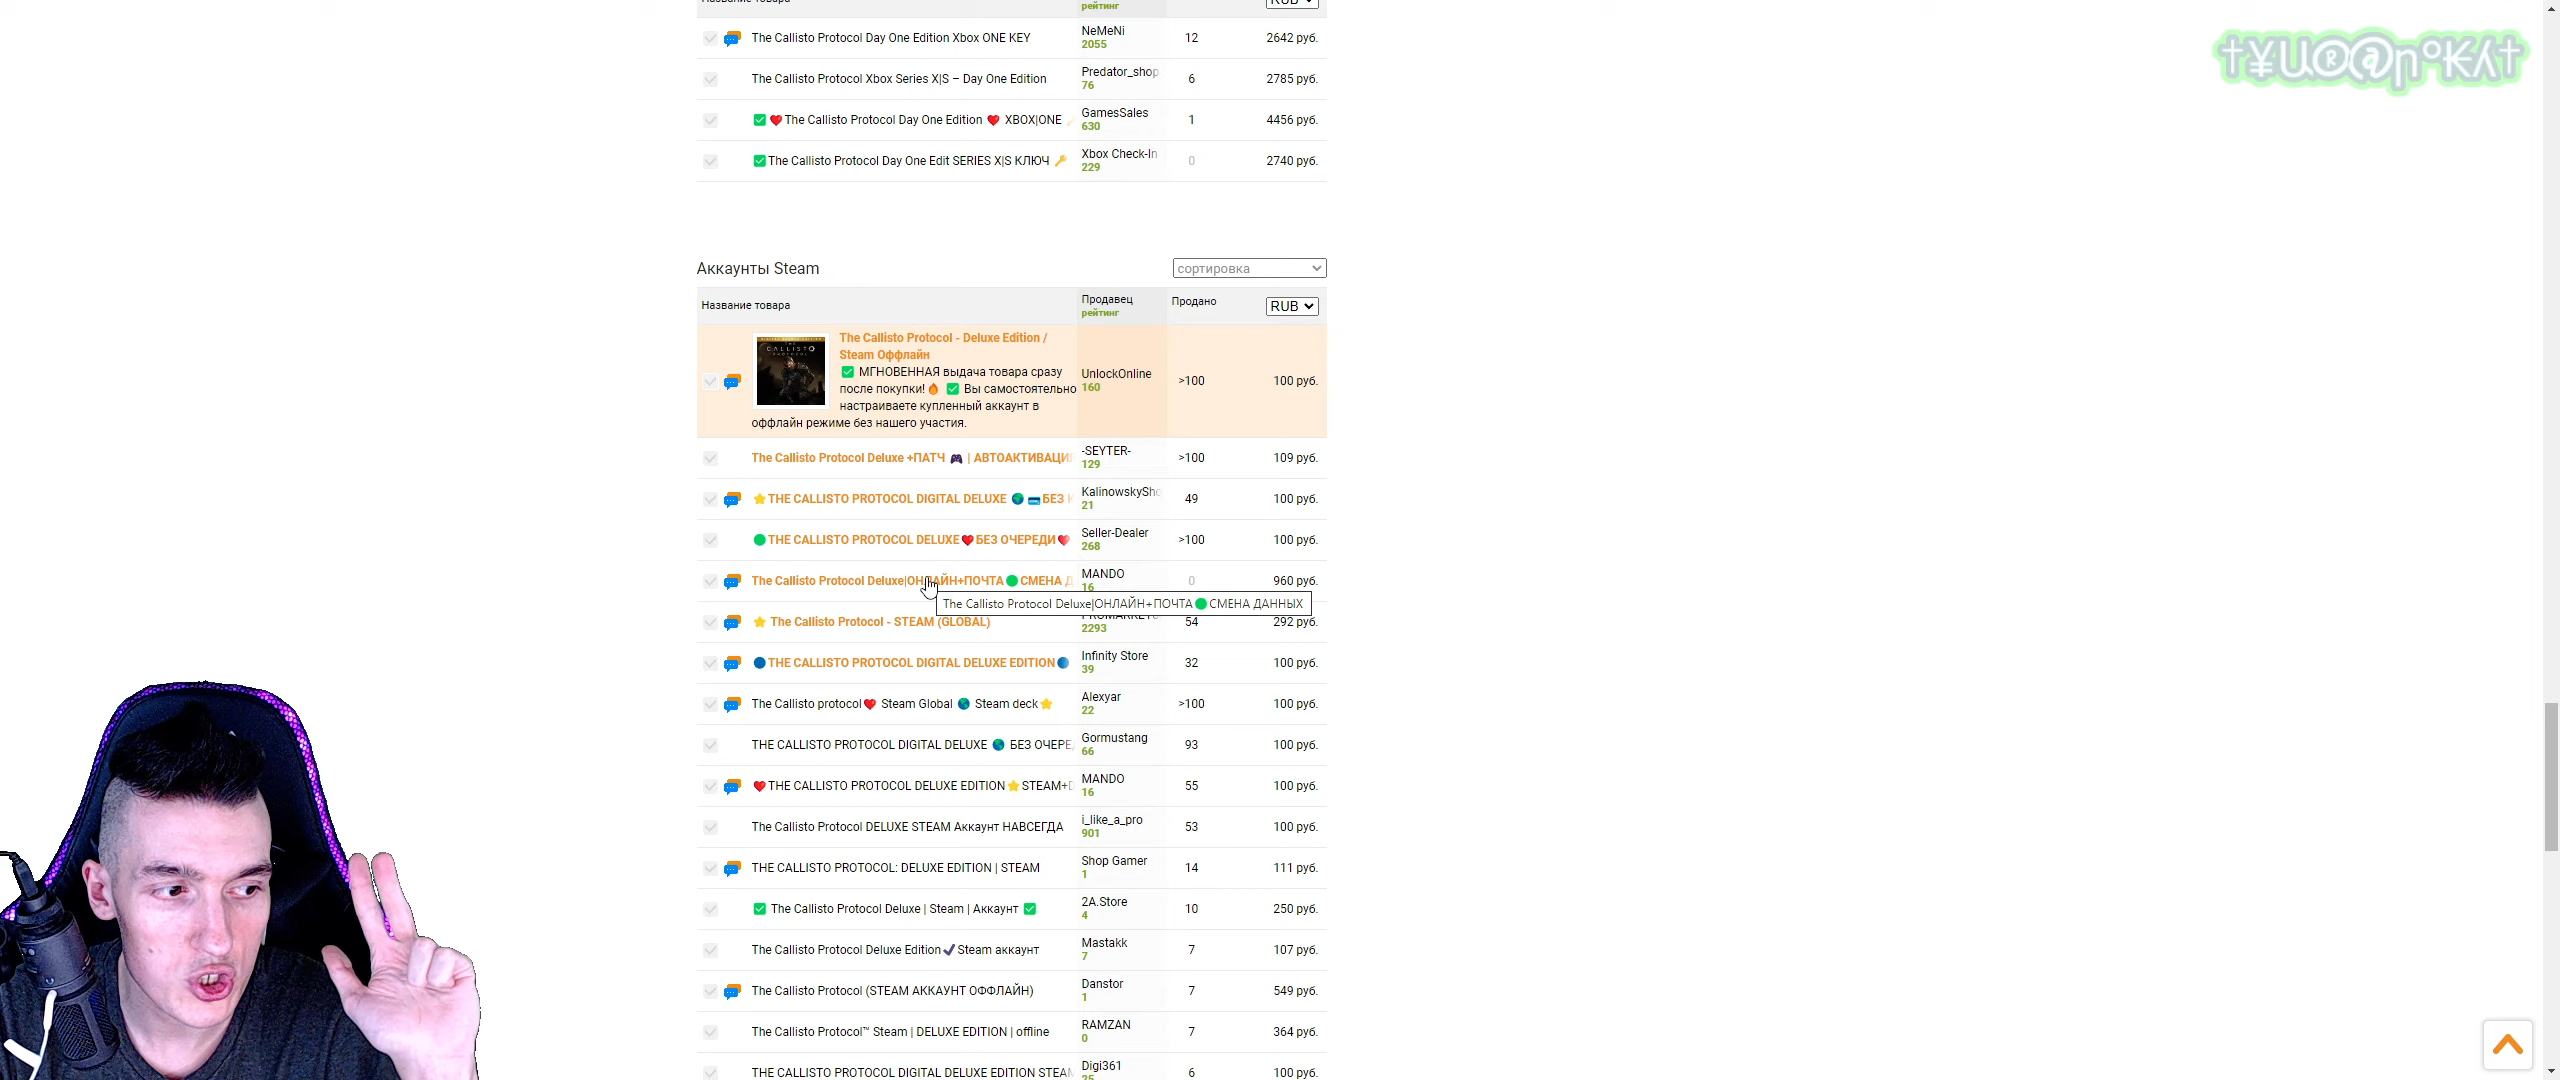 Название товара
рейтинг
RUB
The Callisto Protocol Day One Edition Xbox ONE KEY
NeMeNi
2055
12
2642 руб.
The Callisto Protocol Xbox Series X|S – Day One Edition
Predator_shop
76
6
2785 руб.
✅❤️The Callisto Protocol Day One Edition ❤️ XBOX|ONE
GamesSales
630
1
4456 руб.
✅The Callisto Protocol Day One Edit SERIES X|S КЛЮЧ 🔑
Xbox Check-In
229
0
2740 руб.
Аккаунты Steam
сортировка
Название товара
Продавец
рейтинг
Продано
RUB
The Callisto Protocol - Deluxe Edition /
Steam Оффлайн
✅ МГНОВЕННАЯ выдача товара сразу
после покупки!🔥 ✅ Вы самостоятельно
настраиваете купленный аккаунт в
оффлайн режиме без нашего участия.
UnlockOnline
160
>100
100 руб.
The Callisto Protocol Deluxe +ПАТЧ 🎮 | АВТОАКТИВАЦИ
-SEYTER-
129
>100
109 руб.
⭐THE CALLISTO PROTOCOL DIGITAL DELUXE 🌍 💳БЕЗ
KalinowskySho
21
49
100 руб.
🟢THE CALLISTO PROTOCOL DELUXE❤️БЕЗ ОЧЕРЕДИ❤️
Seller-Dealer
268
>100
100 руб.
The Callisto Protocol Deluxe|ОНЛАЙН+ПОЧТА🟢СМЕНА Д
MANDO
16
0
960 руб.
The Callisto Protocol Deluxe|ОНЛАЙН+ПОЧТА🟢СМЕНА ДАННЫХ
⭐ The Callisto Protocol - STEAM (GLOBAL)
2293
54
292 руб.
🔵THE CALLISTO PROTOCOL DIGITAL DELUXE EDITION🔵
Infinity Store
39
32
100 руб.
The Callisto protocol❤️ Steam Global 🌍 Steam deck⭐
Alexyar
22
>100
100 руб.
THE CALLISTO PROTOCOL DIGITAL DELUXE 🌍 БЕЗ ОЧЕРЕ
Gormustang
66
93
100 руб.
❤️THE CALLISTO PROTOCOL DELUXE EDITION⭐STEAM+
MANDO
16
55
100 руб.
The Callisto Protocol DELUXE STEAM Аккаунт НАВСЕГДА
i_like_a_pro
901
53
100 руб.
THE CALLISTO PROTOCOL: DELUXE EDITION | STEAM
Shop Gamer
1
14
111 руб.
✅ The Callisto Protocol Deluxe | Steam | Аккаунт ✅
2A.Store
4
10
250 руб.
The Callisto Protocol Deluxe Edition✔️Steam аккаунт
Mastakk
7
7
107 руб.
The Callisto Protocol (STEAM АККАУНТ ОФФЛАЙН)
Danstor
1
7
549 руб.
The Callisto Protocol™ Steam | DELUXE EDITION | offline
RAMZAN
0
7
364 руб.
THE CALLISTO PROTOCOL DIGITAL DELUXE EDITION STEAM
Digi361
25
6
100 руб.
†¥U®@ηºKΛ†